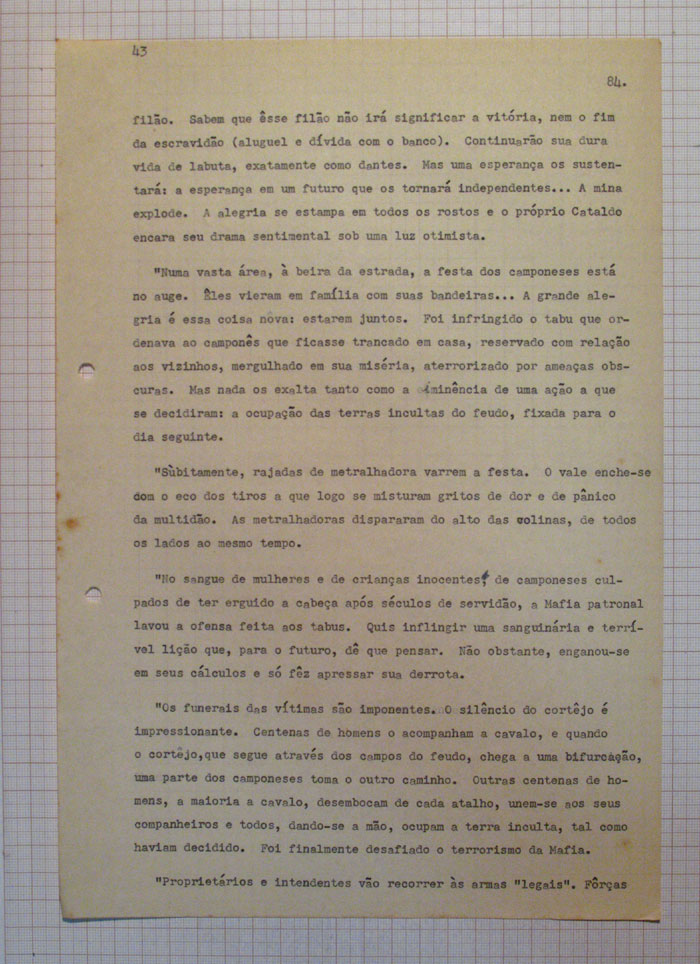 43
84.
filão. Sabem que êsse filão não irá significar a vitória, nem o fim
da escravidão (aluguel e dívida com o banco). Continuarão sua dura
vida de labuta, exatamente como dantes. Mas uma esperança os susten-
tará: a esperança em um futuro que os tornará independentes... A mina
explode. A alegria se estampa em todos os rostos e o próprio Cataldo
encara seu drama sentimental sob uma luz otimista.
"Numa vasta área, à beira da estrada, a festa dos camponeses está
no auge. Êles vieram em família com suas bandeiras... A grande ale-
gria é essa coisa nova: estarem juntos. Foi infringido o tabu que or-
denava ao camponês que ficasse trancado em casa, reservado com relação
aos vizinhos, mergulhado em sua miséria, aterrorizado por ameaças obs-
curas. Mas nada os exalta tanto como a iminência de uma ação a que
se decidiram: a ocupação das terras incultas do feudo, fixada para o
dia seguinte.
"Sùbitamente, rajadas de metralhadora varrem a festa. O vale enche-se
com o eco dos tiros a que logo se misturam gritos de dor e de pânico
da multidão. As metralhadoras dispararam do alto das colinas, de todos
os lados ao mesmo tempo.
"No sangue de mulheres e de crianças inocentes, de camponeses cul-
pados de ter erguido a cabeça após séculos de servidão, a Mafia patronal
lavou a ofensa feita aos tabus. Quis inflingir uma sanguinária e terrí-
vel lição que, para o futuro, dê que pensar. Não obstante, enganou-se
em seus cálculos e só fêz apressar sua derrota.
"Os funerais das vítimas são imponentes. O silêncio do cortêjo é
impressionante. Centenas de homens o acompanham a cavalo, e quando
o cortêjo,que segue através dos campos do feudo, chega a uma bifurcação,
uma parte dos camponeses toma o outro caminho. Outras centenas de ho-
mens, a maioria a cavalo, desembocam de cada atalho, unem-se aos seus
companheiros e todos, dando-se a mão, ocupam a terra inculta, tal como
haviam decidido. Foi finalmente desafiado o terrorismo da Mafia.
"Proprietários e intendentes vão recorrer às armas "legais". Fôrças